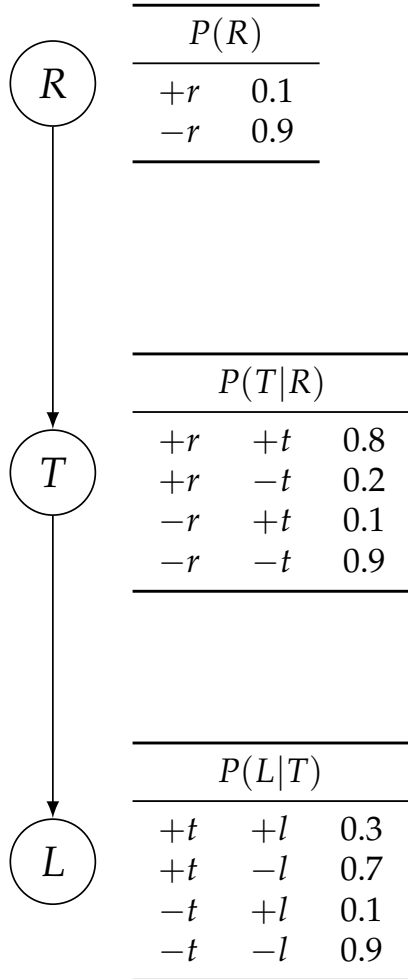 P(R)
R
+r 0.1
−r 0.9
P(T|R)
+r +t 0.8
T
+r −t 0.2
−r +t 0.1
−r −t 0.9
P(L|T)
+t +l 0.3
L
+t −l 0.7
−t +l 0.1
−t −l 0.9